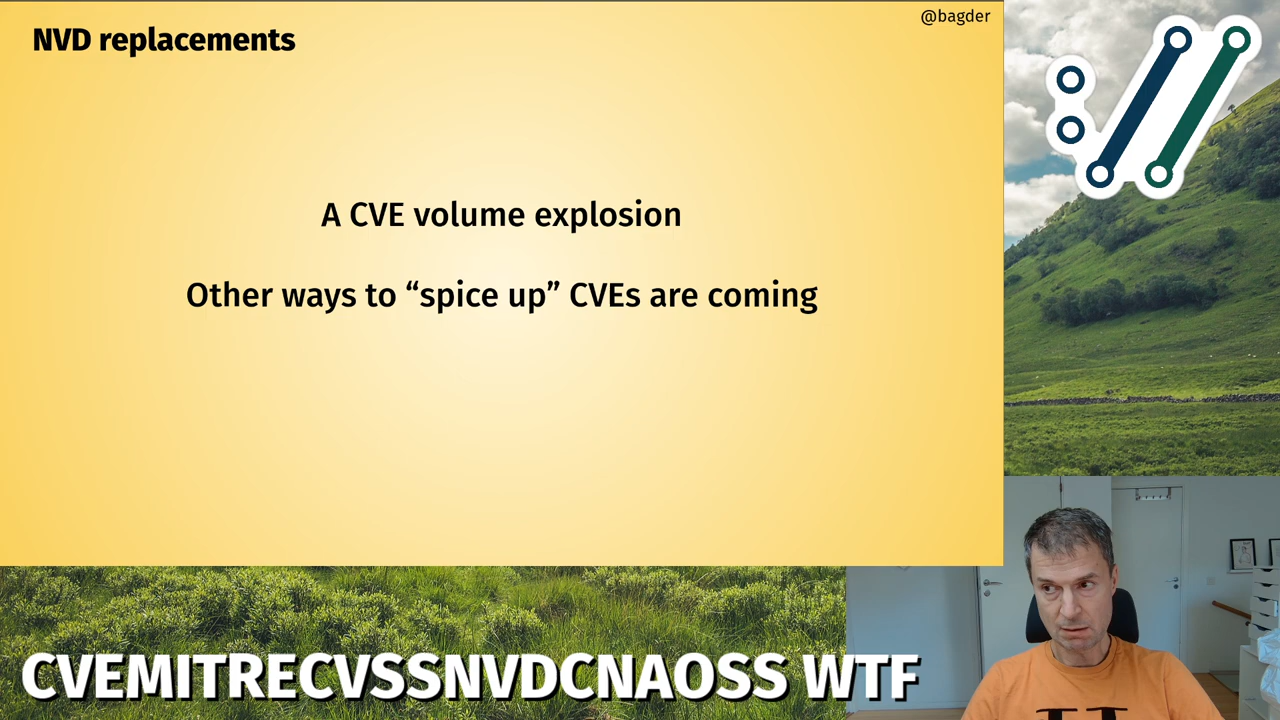 @bagder
NVD replacements
A CVE volume explosion
Other ways to “spice up” CVEs are coming
CVEMITRECVSSNVDCNAOSS WTF